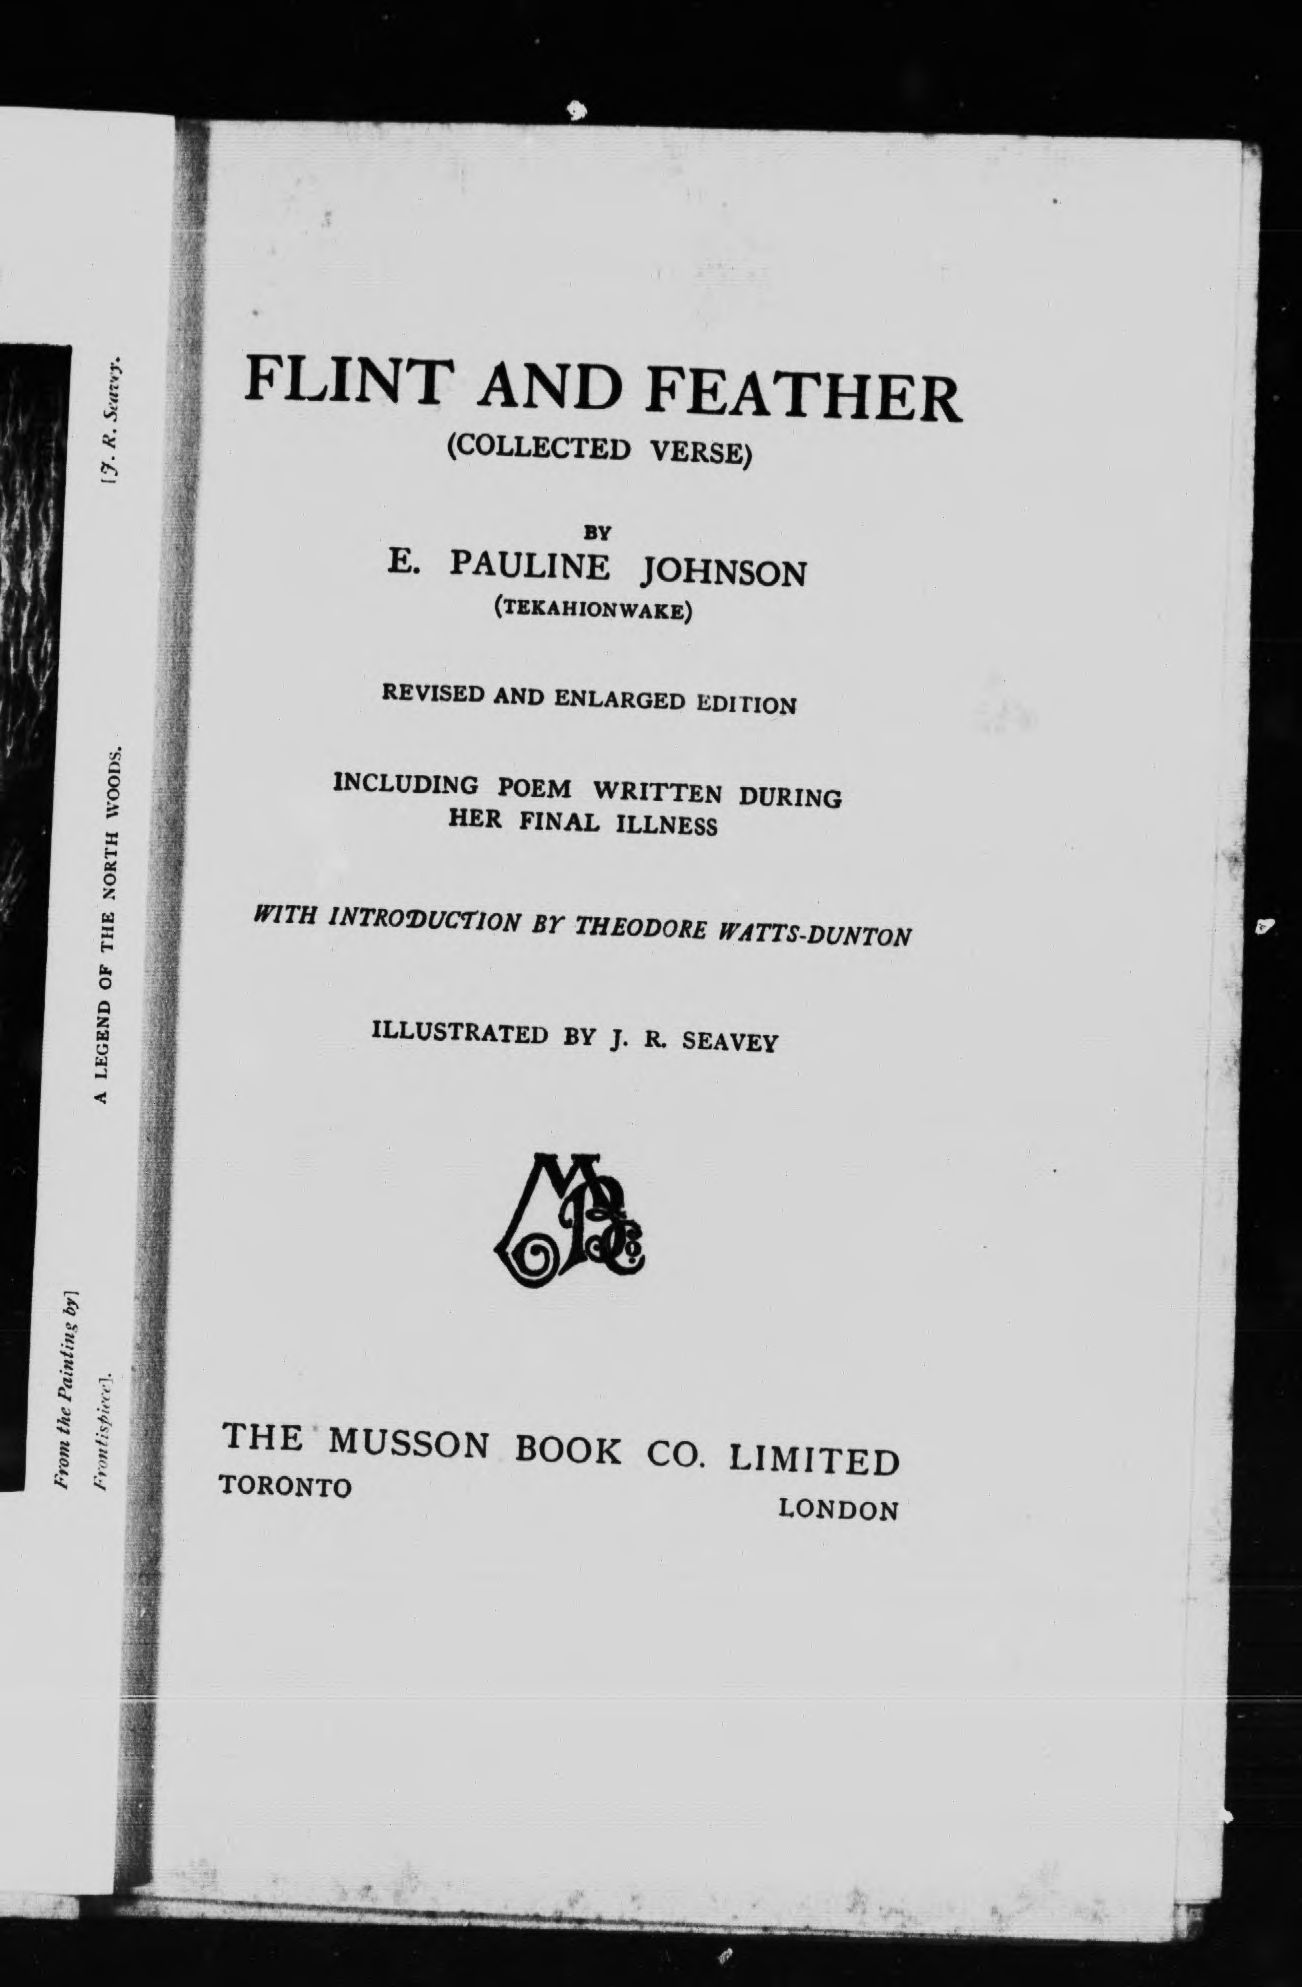 From the Painting by]
[J. R. Seavey.
A LEGEND OF THE NORTH WOODS.
Frontispiece].
FLINT AND FEATHER
(COLLECTED VERSE)
BY
E. PAULINE JOHNSON
(TEKAHIONWAKE)
REVISED AND ENLARGED EDITION
INCLUDING POEM WRITTEN DURING
HER FINAL ILLNESS
WITH INTRODUCTION BY THEODORE WATTS-DUNTON
ILLUSTRATED BY J. R. SEAVEY
MB&Co.
THE MUSSON BOOK CO. LIMITED
TORONTO
LONDON